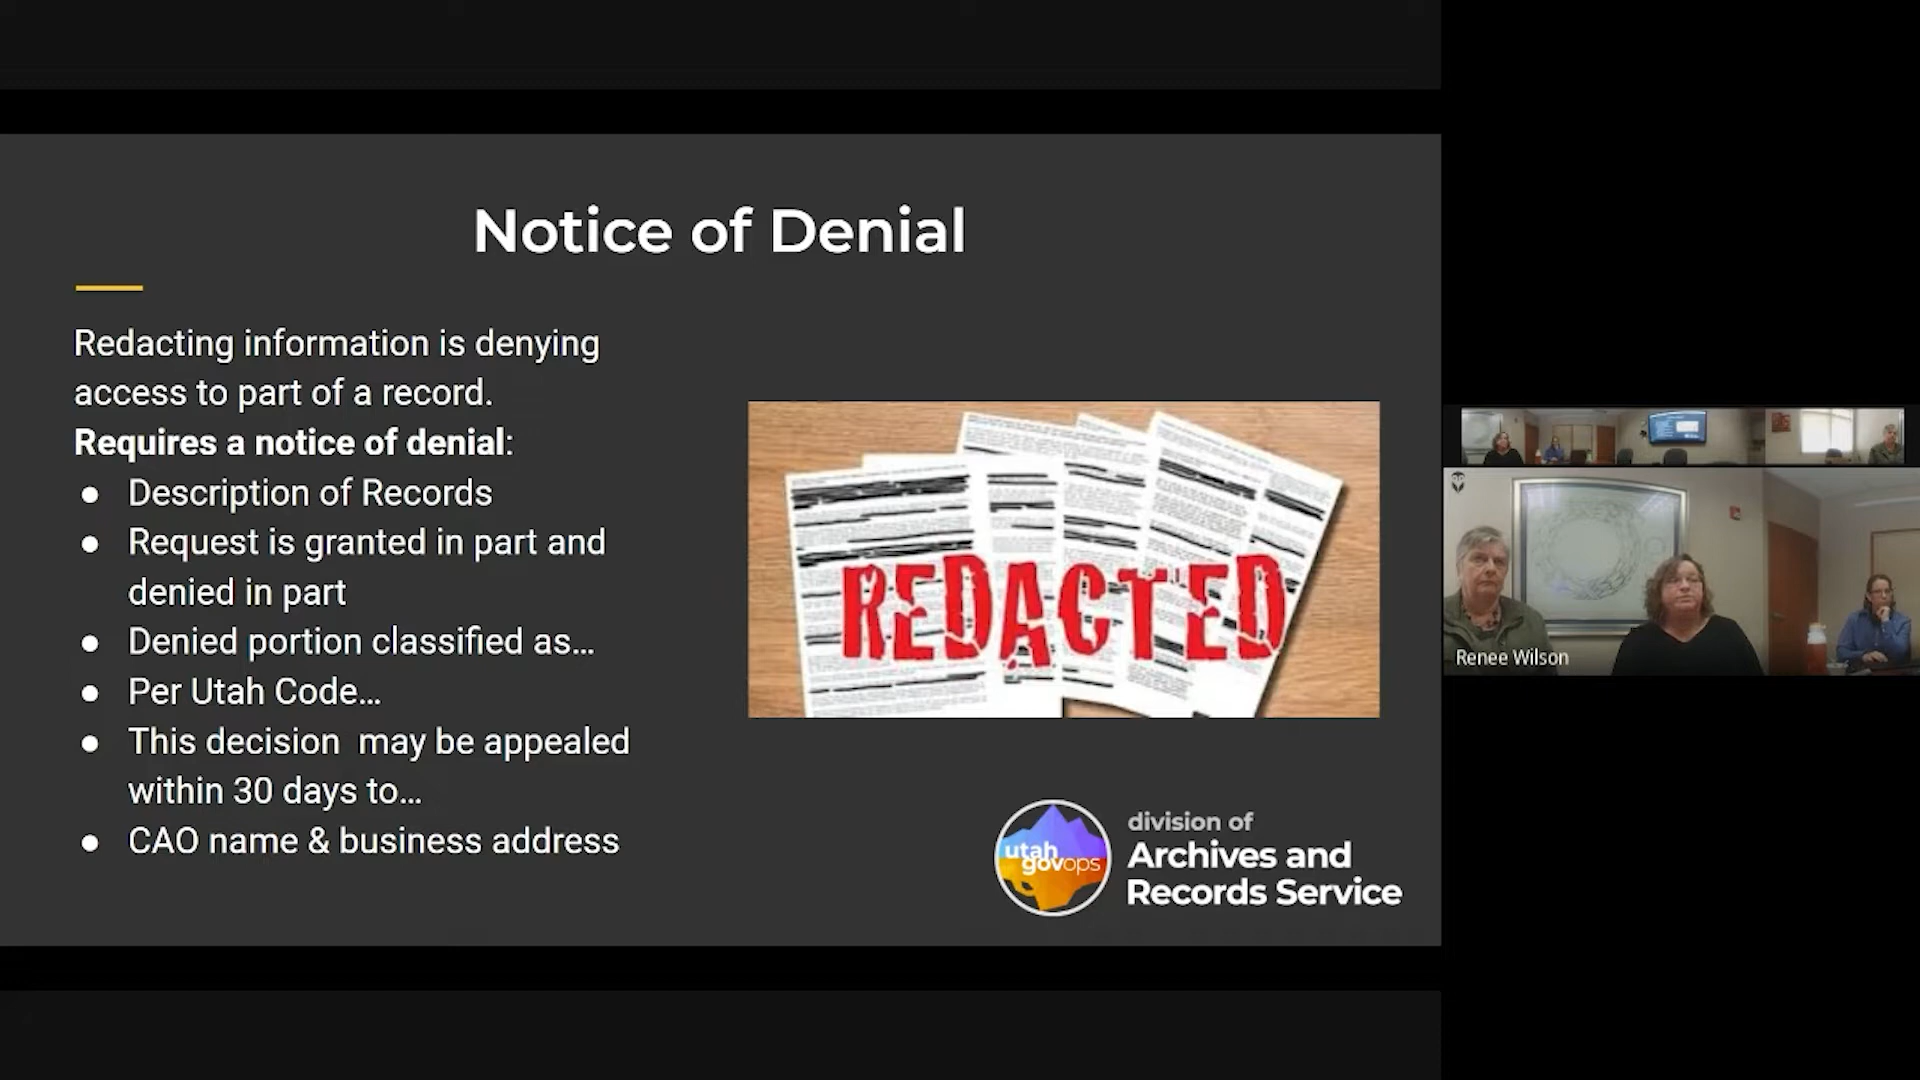 Notice of Denial
Redacting information is denying
access to part of a record.
Requires a notice of denial:
● Description of Records
● Request is granted in part and
denied in part
● Denied portion classified as…
● Per Utah Code…
● This decision  may be appealed
within 30 days to…
● CAO name & business address
REDACTED
utah
govops
division of
Archives and
Records Service
Renee Wilson